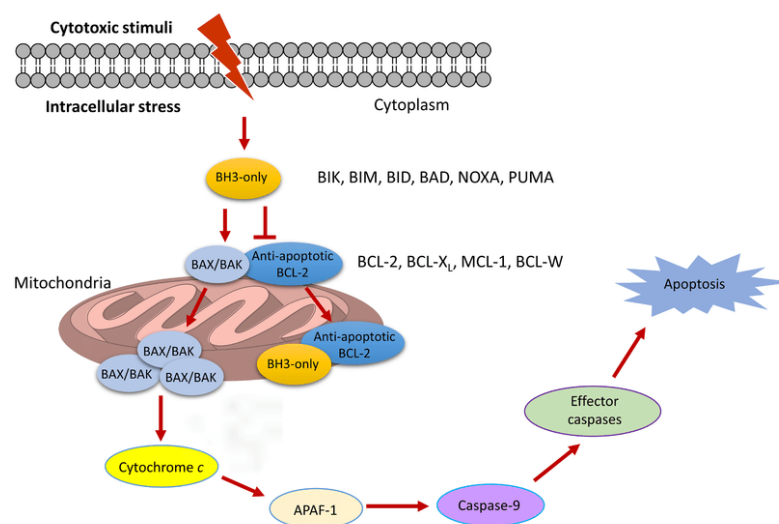 Cytotoxic stimuli
Intracellular stress
Cytoplasm
BH3-only
BIK, BIM, BID, BAD, NOXA, PUMA
BAX/BAK
Anti-apoptotic
BCL-2
BCL-2, BCL-XL, MCL-1, BCL-W
Mitochondria
Apoptosis
BAX/BAK
BAX/BAK
BAX/BAK
Anti-apoptotic
BCL-2
BH3-only
Effector
caspases
Cytochrome c
APAF-1
Caspase-9